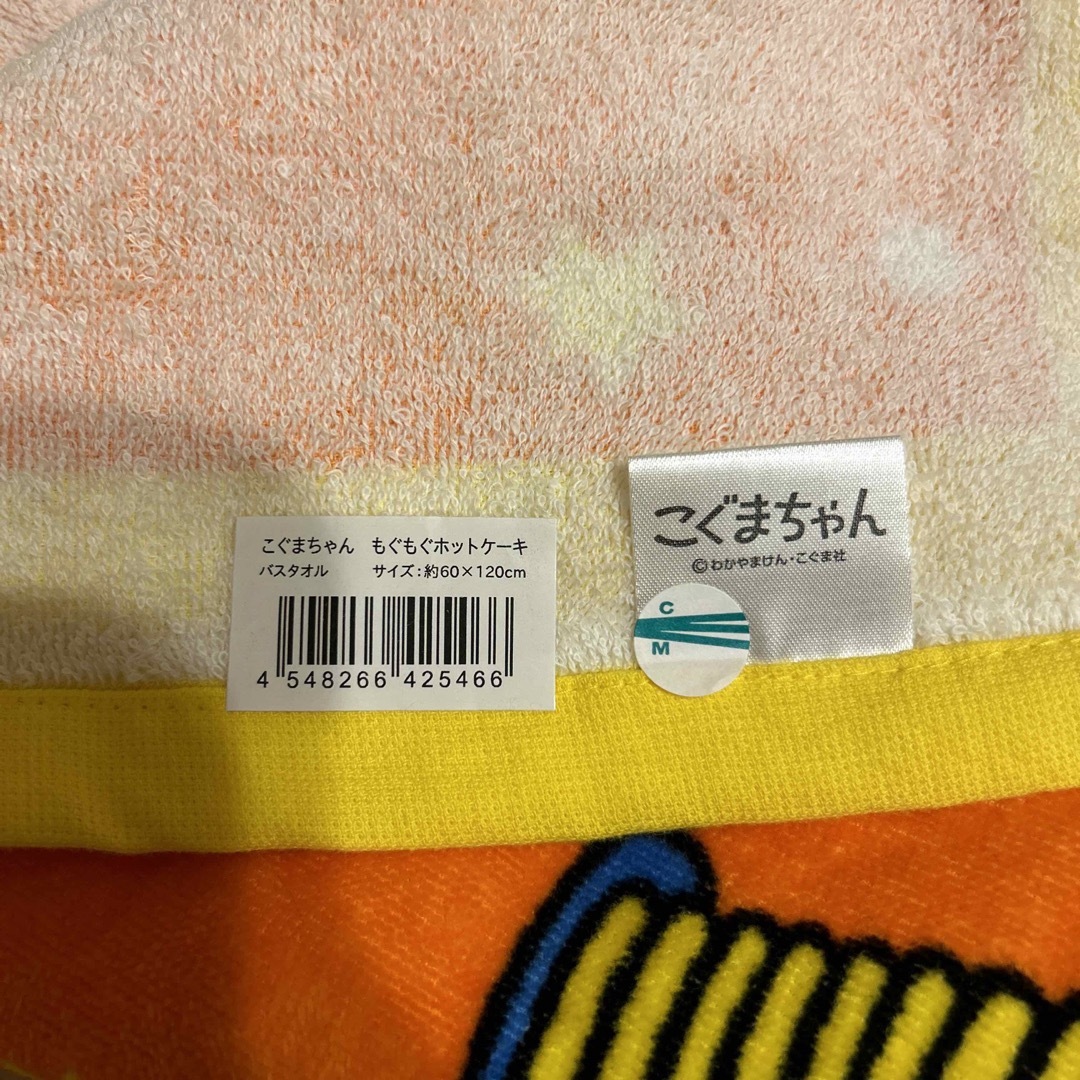 こぐまちゃん　もぐもぐホットケーキ
バスタオル　サイズ：約60×120cm
4 548266 425466
こぐまちゃん
©わかやまけん・こぐま社
C
M